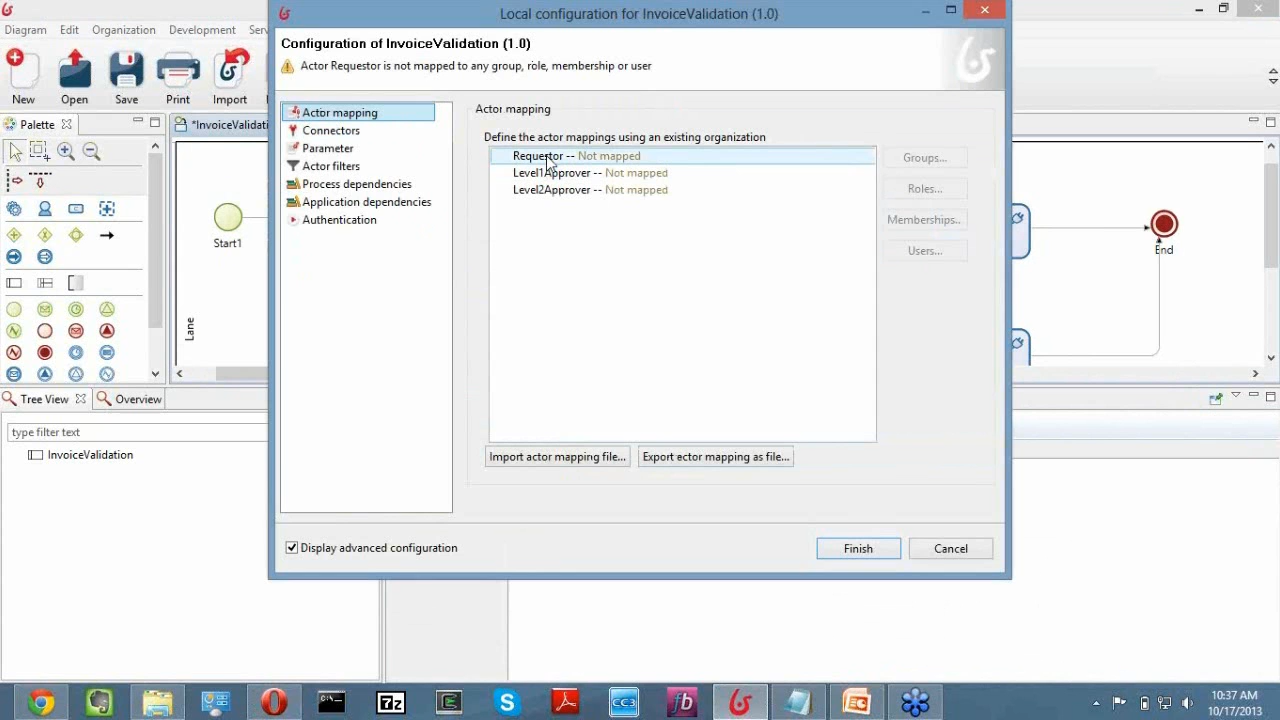 Local configuration for InvoiceValidation (1.0)
Diagram Edit Organization Development Ser
New Open Save Print Import
Configuration of InvoiceValidation (1.0)
Actor Requestor is not mapped to any group, role, membership or user
Palette
*InvoiceValidati
Start1
Lane
End
Actor mapping
Connectors
Parameter
Actor filters
Process dependencies
Application dependencies
Authentication
Actor mapping
Define the actor mappings using an existing organization
Requestor -- Not mapped
Level1Approver -- Not mapped
Level2Approver -- Not mapped
Groups...
Roles...
Memberships..
Users...
Import actor mapping file...
Export ector mapping as file...
Display advanced configuration
Finish
Cancel
Tree View
Overview
type filter text
InvoiceValidation
7z
CC3
fb
10:37 AM
10/17/2013